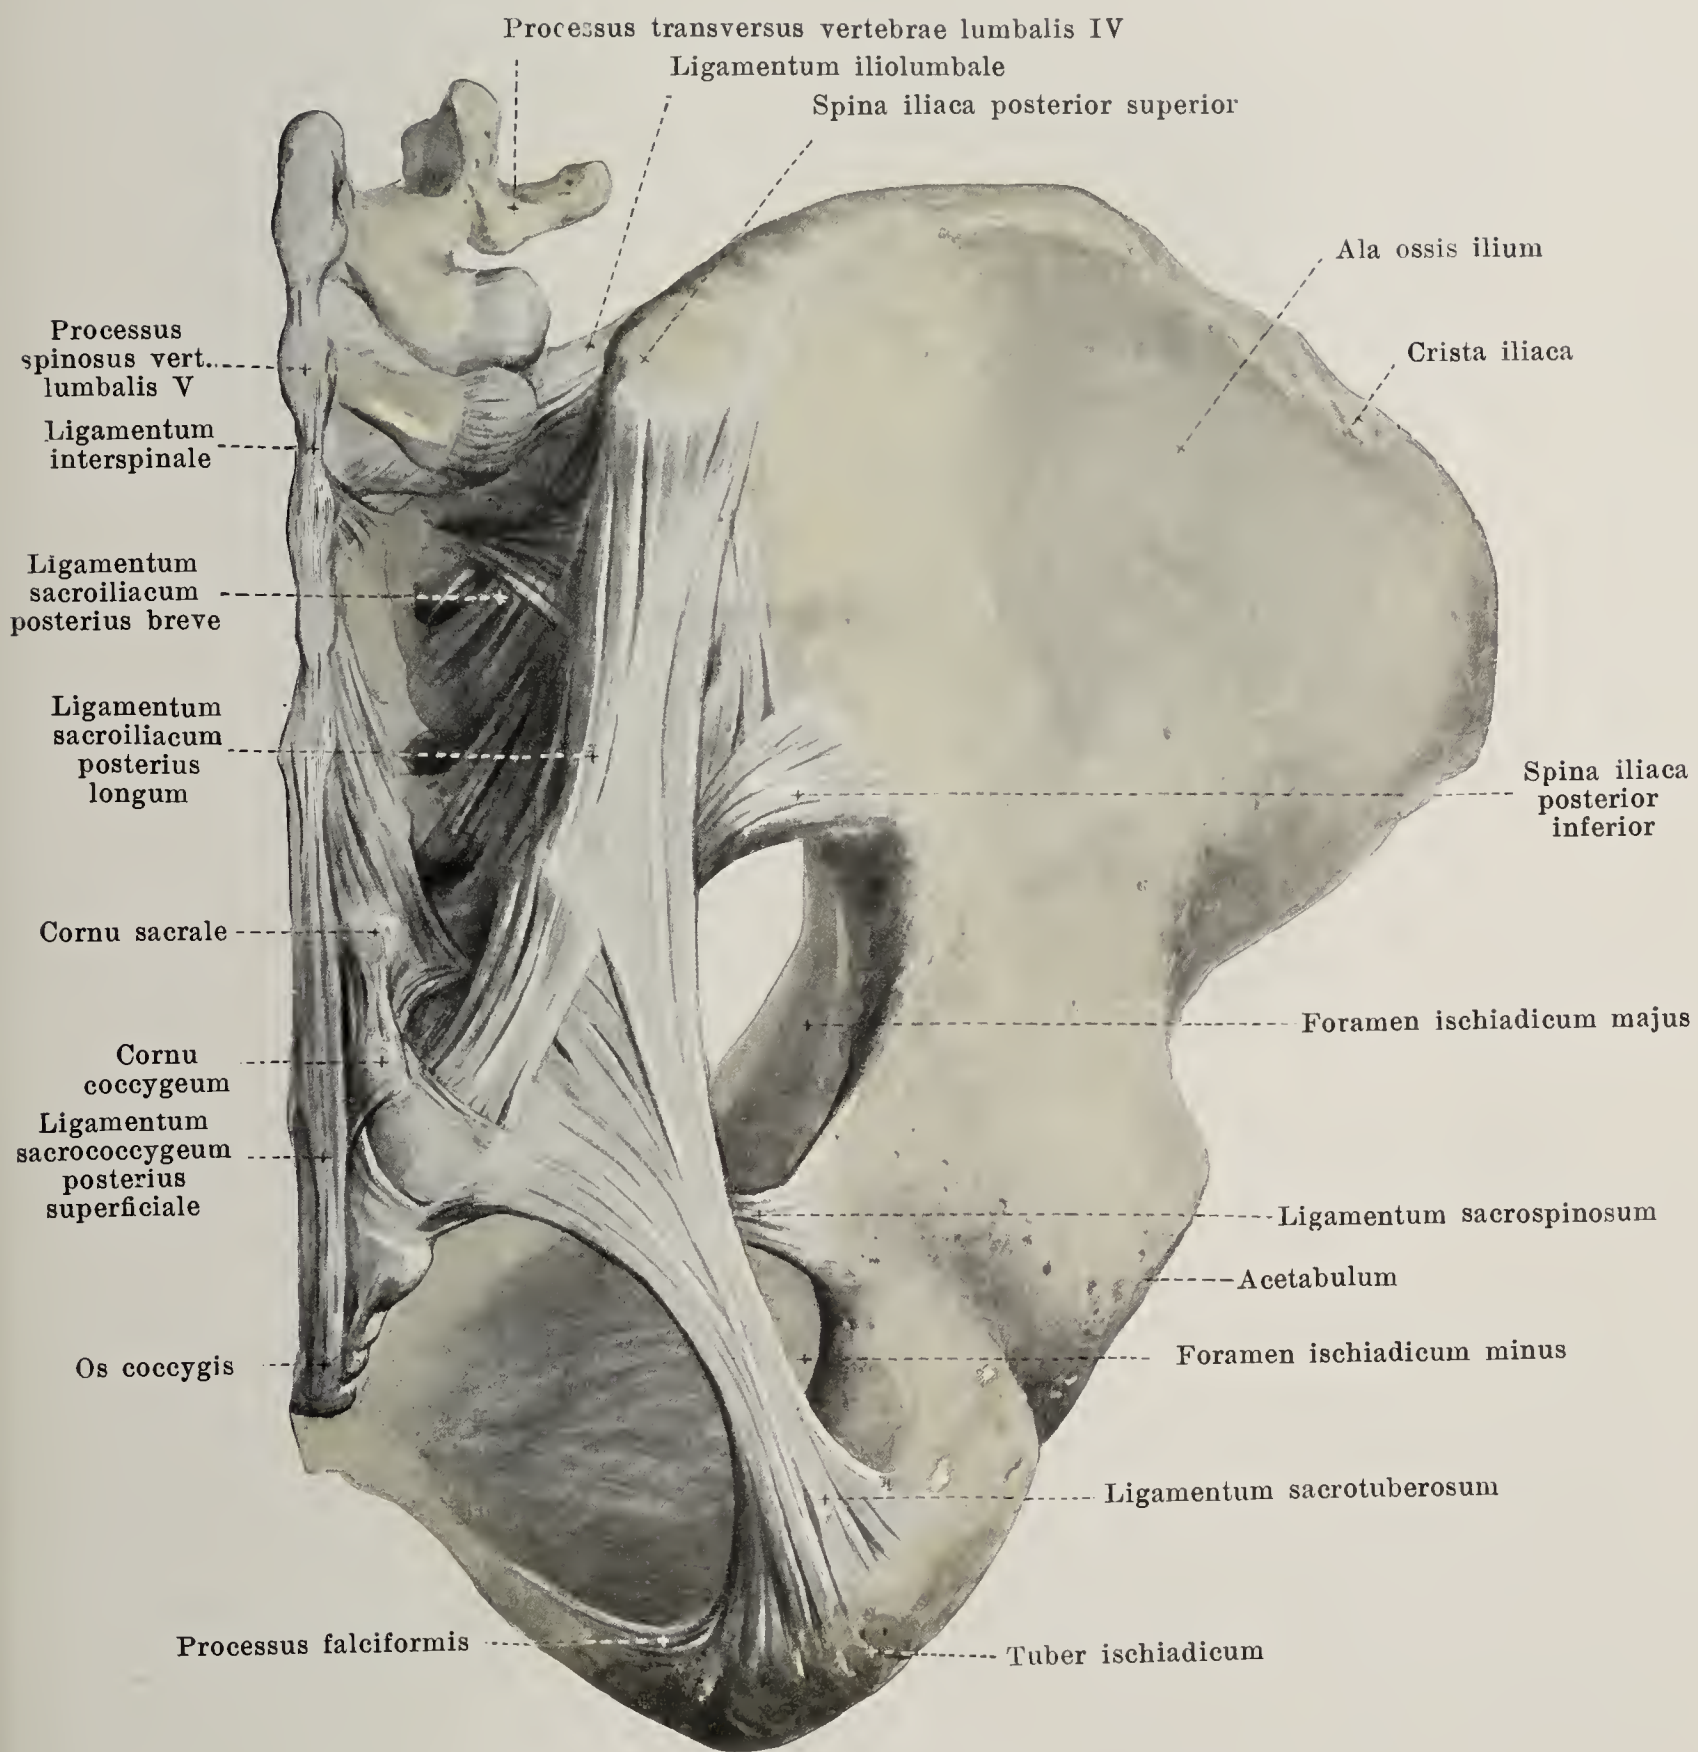 Processus transversus vertebrae lumbalis IV
Ligamentum iliolumbale
Spina iliaca posterior superior
Ala ossis ilium
Crista iliaca
Processus
spinosus vert.
lumbalis V
Ligamentum
interspinale
Ligamentum
sacroiliacum
posterius breve
Ligamentum
sacroiliacum
posterius
longum
Spina iliaca
posterior
inferior
Cornu sacrale
Foramen ischiadicum majus
Cornu
coccygeum
Ligamentum
sacrococcygeum
posterius
superficiale
Ligamentum sacrospinosum
Acetabulum
Foramen ischiadicum minus
Os coccygis
Ligamentum sacrotuberosum
Processus falciformis
Tuber ischiadicum